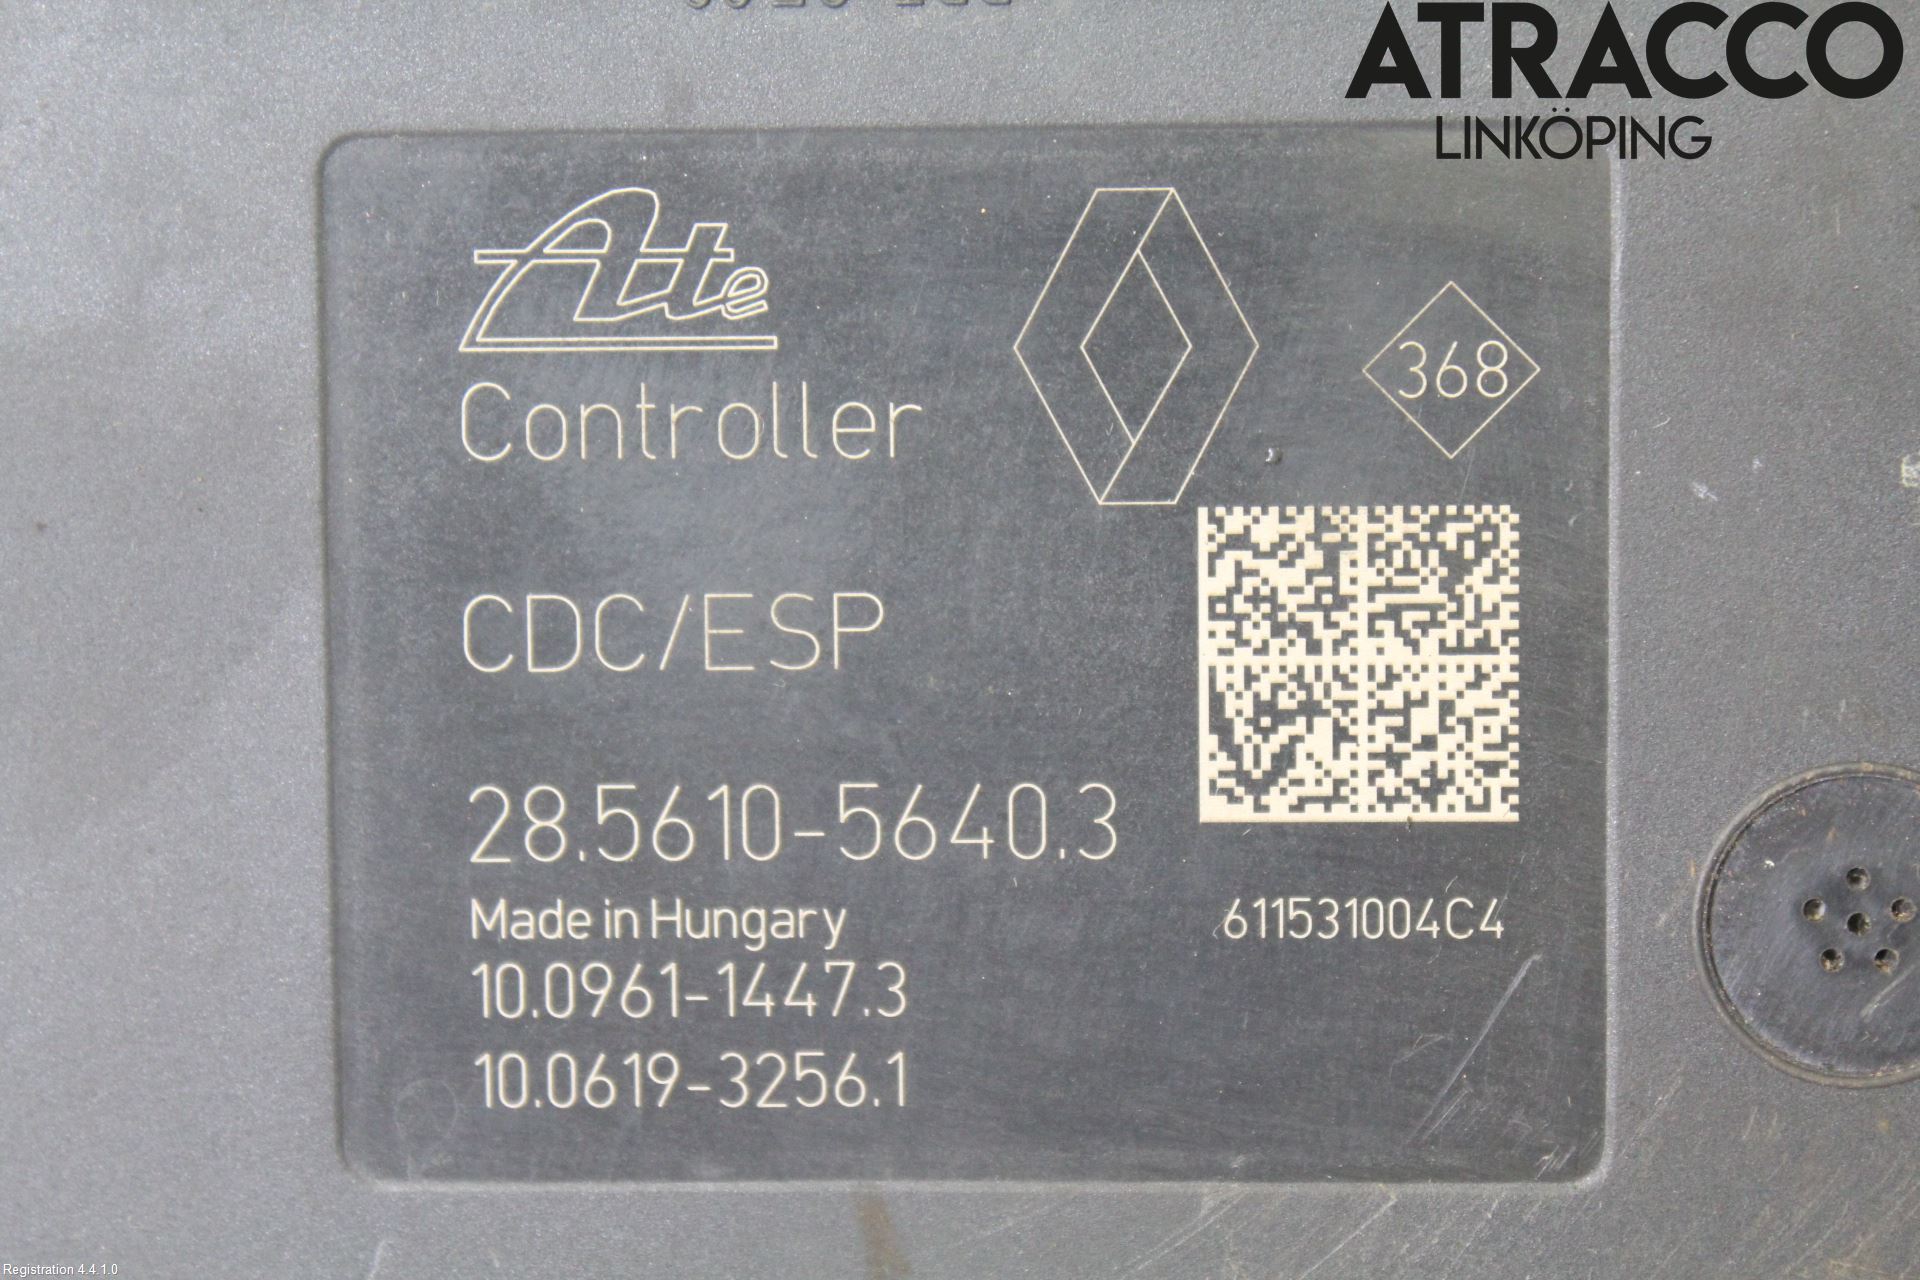 ATRACCO
LINKÖPING
Ate
Controller
368
CDC/ESP
28.5610-5640.3
Made in Hungary
611531004C4
10.0961-1447.3
10.0619-3256.1
Registration 4.4.1.0